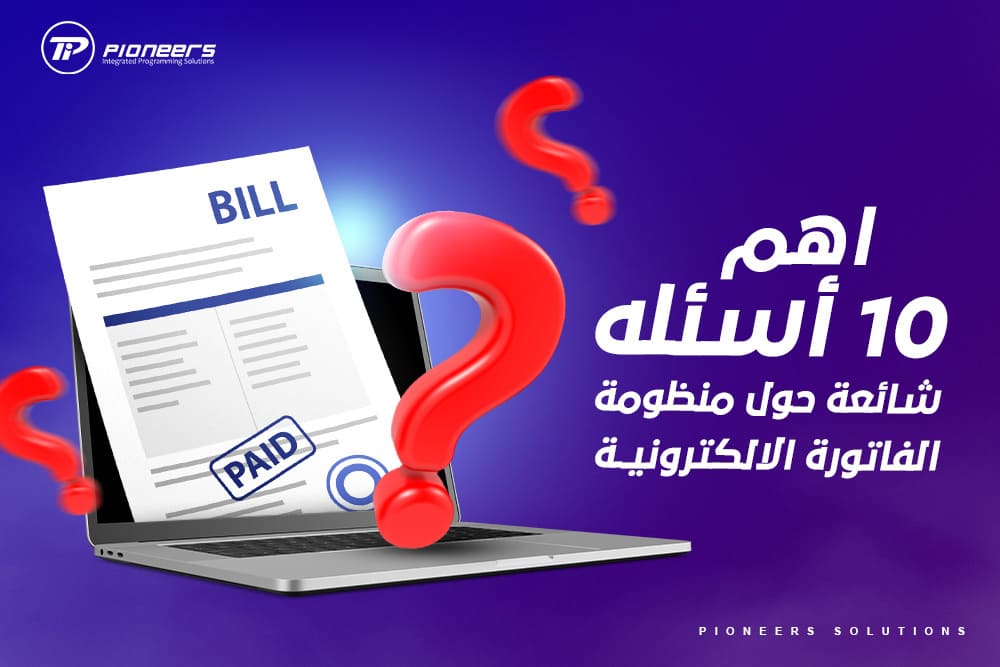 PIONEERS
Integrated Programming Solutions
BILL
PAID
اهم
10 أسئله
شائعة حول منظومة
الفاتورة الالكترونية
PIONEERS SOLUTIONS